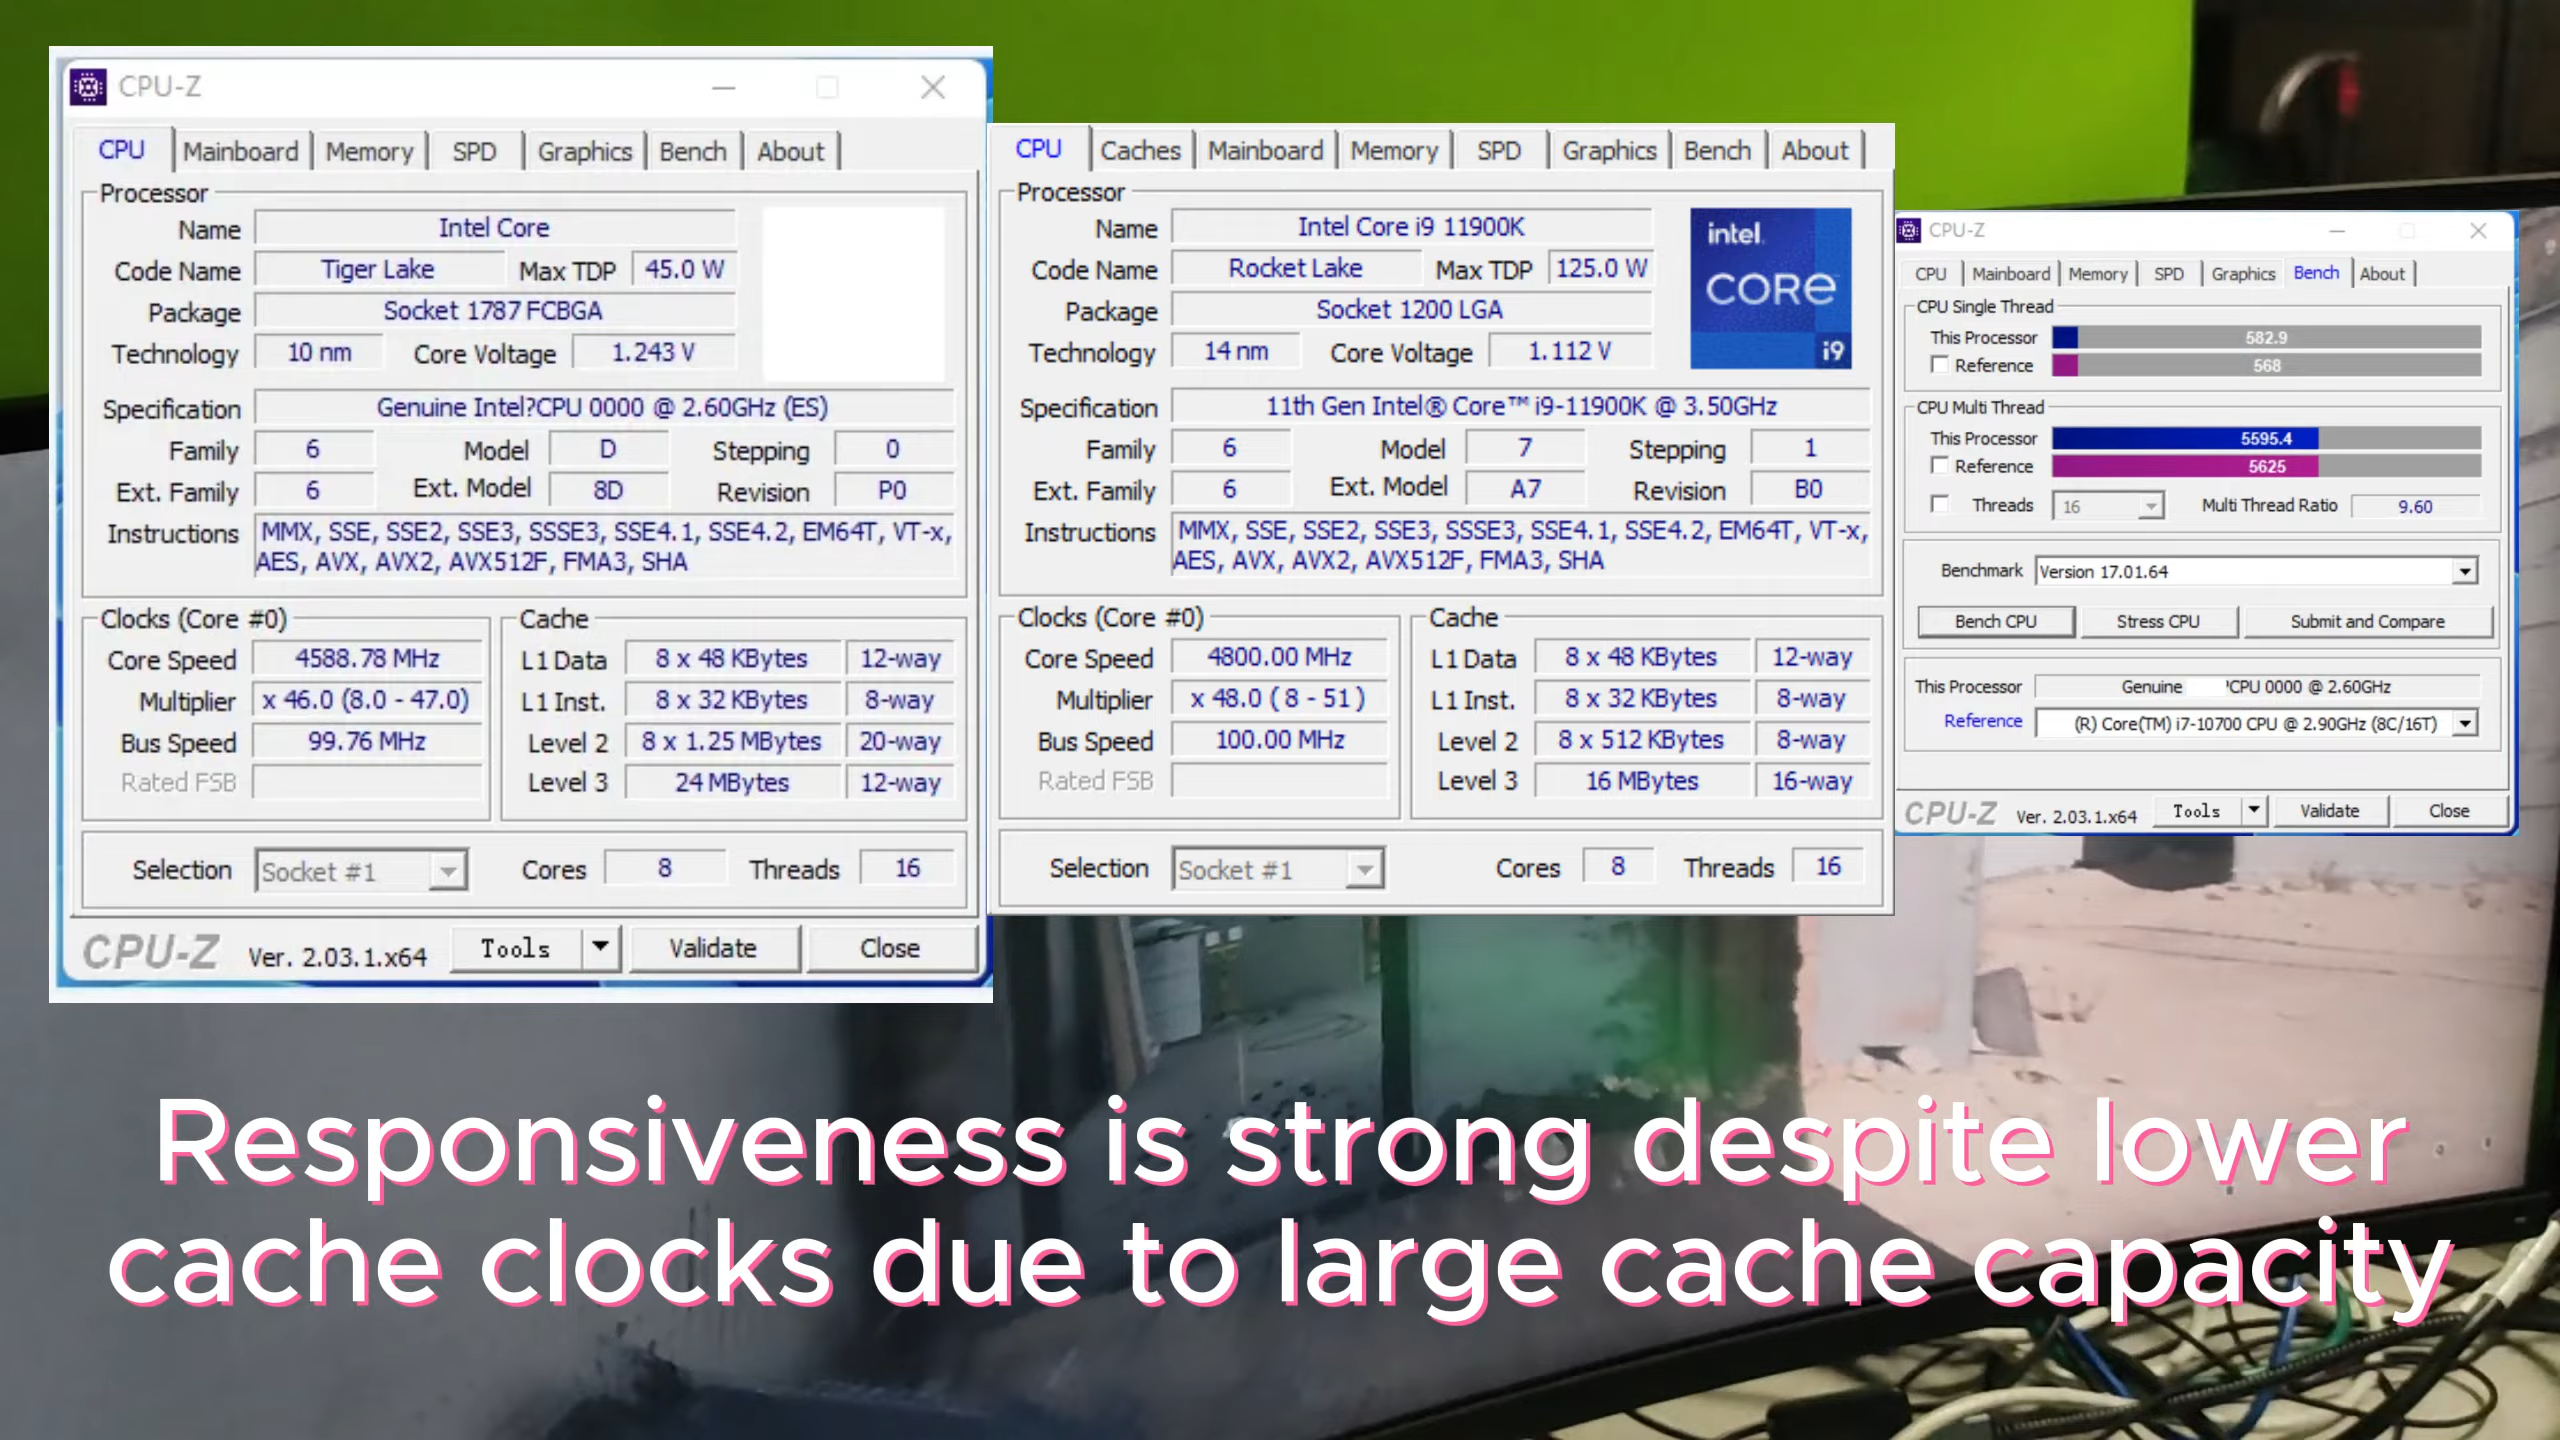 CPU-Z
CPU Mainboard Memory SPD Graphics Bench About
Processor
Name Intel Core
Code Name Tiger Lake Max TDP 45.0 W
Package Socket 1787 FCBGA
Technology 10 nm Core Voltage 1.243 V
Specification Genuine Intel?CPU 0000 @ 2.60GHz (ES)
Family 6 Model D Stepping 0
Ext. Family 6 Ext. Model 8D Revision P0
Instructions MMX, SSE, SSE2, SSE3, SSSE3, SSE4.1, SSE4.2, EM64T, VT-x,
AES, AVX, AVX2, AVX512F, FMA3, SHA
Clocks (Core #0)
Core Speed 4588.78 MHz
Multiplier x 46.0 (8.0 - 47.0)
Bus Speed 99.76 MHz
Rated FSB
Cache
L1 Data 8 x 48 KBytes 12-way
L1 Inst. 8 x 32 KBytes 8-way
Level 2 8 x 1.25 MBytes 20-way
Level 3 24 MBytes 12-way
Selection Socket #1 Cores 8 Threads 16
CPU-Z Ver. 2.03.1.x64 Tools Validate Close
CPU Caches Mainboard Memory SPD Graphics Bench About
Processor
Name Intel Core i9 11900K
Code Name Rocket Lake Max TDP 125.0 W
Package Socket 1200 LGA
Technology 14 nm Core Voltage 1.112 V
intel.
CORE
i9
Specification 11th Gen Intel® Core™ i9-11900K @ 3.50GHz
Family 6 Model 7 Stepping 1
Ext. Family 6 Ext. Model A7 Revision B0
Instructions MMX, SSE, SSE2, SSE3, SSSE3, SSE4.1, SSE4.2, EM64T, VT-x,
AES, AVX, AVX2, AVX512F, FMA3, SHA
Clocks (Core #0)
Core Speed 4800.00 MHz
Multiplier x 48.0 ( 8 - 51 )
Bus Speed 100.00 MHz
Rated FSB
Cache
L1 Data 8 x 48 KBytes 12-way
L1 Inst. 8 x 32 KBytes 8-way
Level 2 8 x 512 KBytes 8-way
Level 3 16 MBytes 16-way
Selection Socket #1 Cores 8 Threads 16
CPU-Z
CPU Mainboard Memory SPD Graphics Bench About
CPU Single Thread
This Processor 582.9
Reference 568
CPU Multi Thread
This Processor 5595.4
Reference 5625
Threads 16 Multi Thread Ratio 9.60
Benchmark Version 17.01.64
Bench CPU Stress CPU Submit and Compare
This Processor Genuine 'CPU 0000 @ 2.60GHz
Reference (R) Core(TM) i7-10700 CPU @ 2.90GHz (8C/16T)
CPU-Z Ver. 2.03.1.x64 Tools Validate Close
Responsiveness is strong despite lower
cache clocks due to large cache capacity